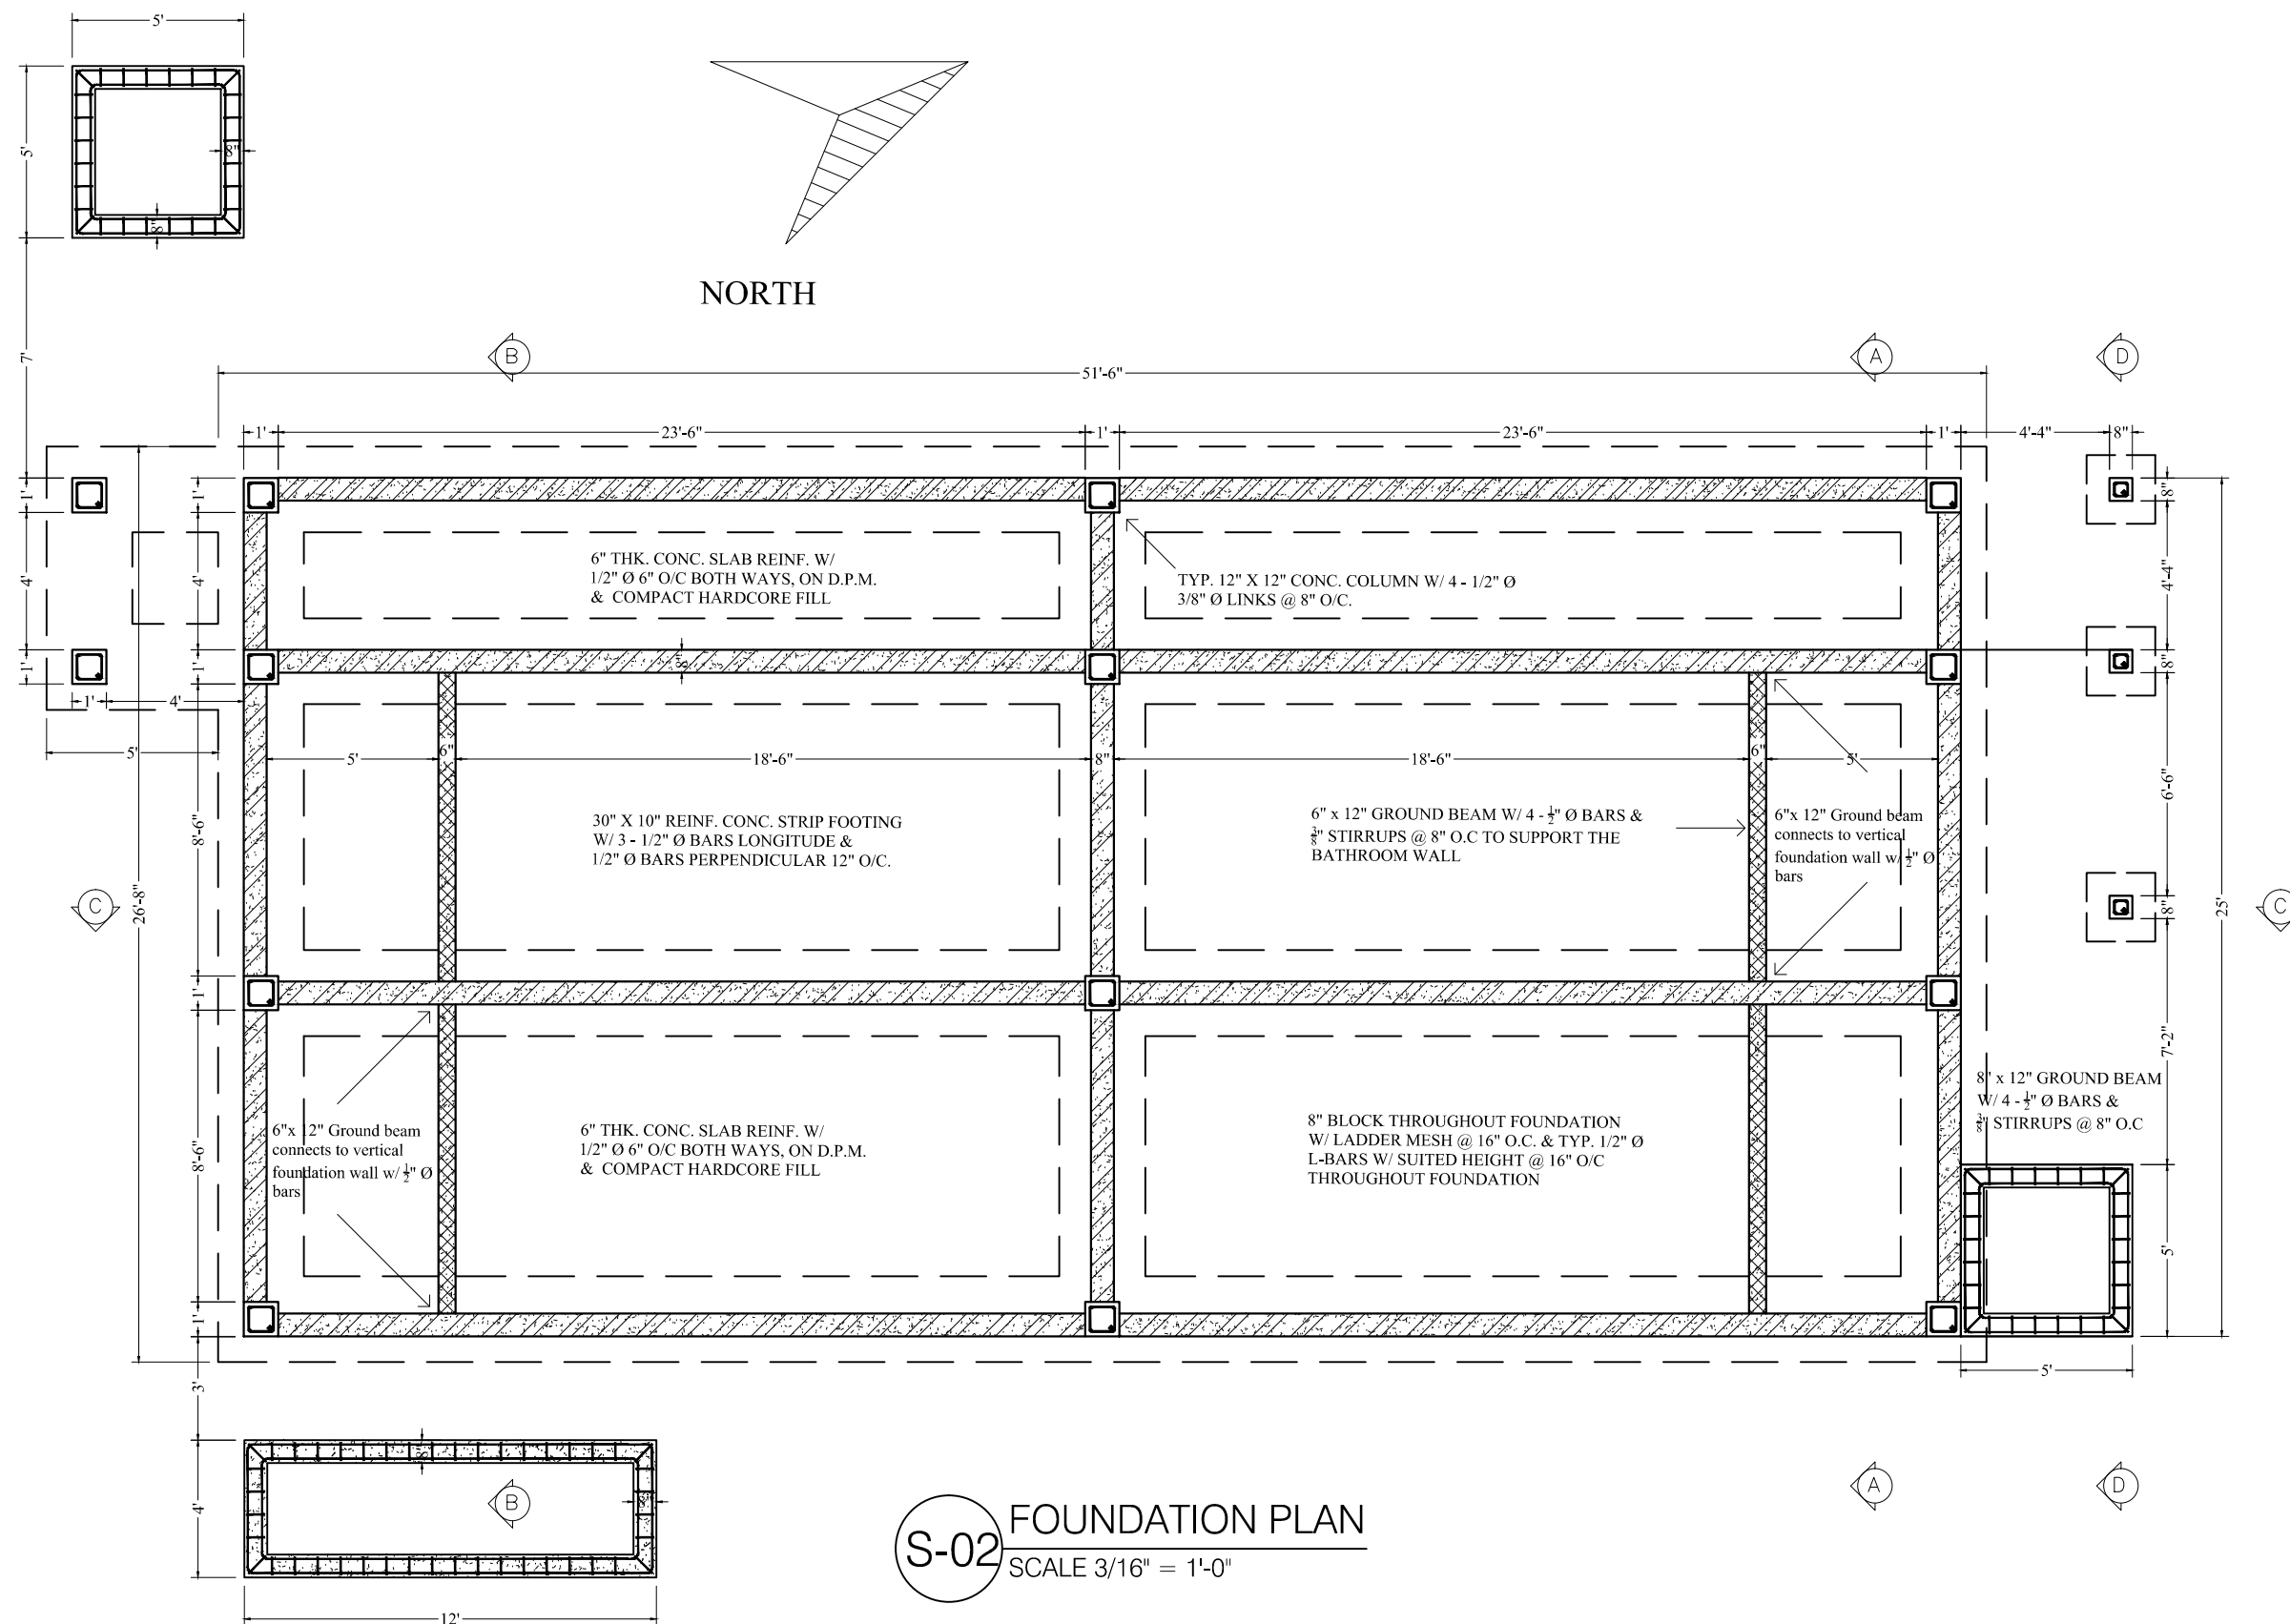 5'
5'
8"
8"
NORTH
7'
B
A
D
51'-6"
1'
23'-6"
1'
23'-6"
1'
4'-4"
8"
1'
1'
8"
6" THK. CONC. SLAB REINF. W/
1/2" Ø 6" O/C BOTH WAYS, ON D.P.M.
& COMPACT HARDCORE FILL
TYP. 12" X 12" CONC. COLUMN W/ 4 - 1/2" Ø
3/8" Ø LINKS @ 8" O/C.
4'
4'
4'-4"
1'
1'
8"
8"
1'
4'
5'
5'
6"
18'-6"
8"
18'-6"
6"
5'
6'-6"
8'-6"
30" X 10" REINF. CONC. STRIP FOOTING
W/ 3 - 1/2" Ø BARS LONGITUDE &
1/2" Ø BARS PERPENDICULAR 12" O/C.
6" x 12" GROUND BEAM W/ 4 - ½" Ø BARS &
⅜" STIRRUPS @ 8" O.C TO SUPPORT THE
BATHROOM WALL
6"x 12" Ground beam
connects to vertical
foundation wall w/ ½" Ø
bars
C
26'-8"
8"
25'
C
1'
7'-2"
8" x 12" GROUND BEAM
W/ 4 - ½" Ø BARS &
⅜" STIRRUPS @ 8" O.C
8'-6"
6"x 12" Ground beam
connects to vertical
foundation wall w/ ½" Ø
bars
6" THK. CONC. SLAB REINF. W/
1/2" Ø 6" O/C BOTH WAYS, ON D.P.M.
& COMPACT HARDCORE FILL
8" BLOCK THROUGHOUT FOUNDATION
W/ LADDER MESH @ 16" O.C. & TYP. 1/2" Ø
L-BARS W/ SUITED HEIGHT @ 16" O/C
THROUGHOUT FOUNDATION
5'
1'
5'
3'
8"
4'
8"
B
A
D
12'
S-02
FOUNDATION PLAN
SCALE 3/16" = 1'-0"